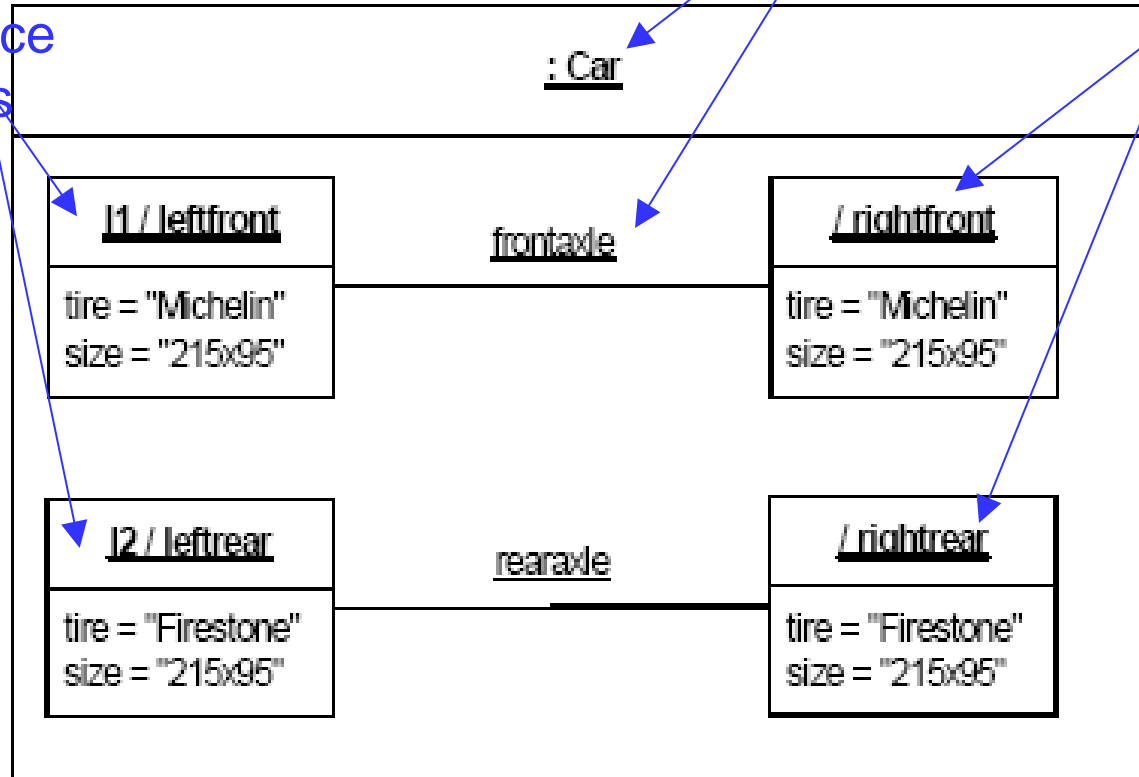 ce
s
: Car
l1 / leftfront
frontaxle
/ rightfront
tire = "Michelin"
size = "215x95"
tire = "Michelin"
size = "215x95"
l2 / leftrear
rearaxle
/ rightrear
tire = "Firestone"
size = "215x95"
tire = "Firestone"
size = "215x95"